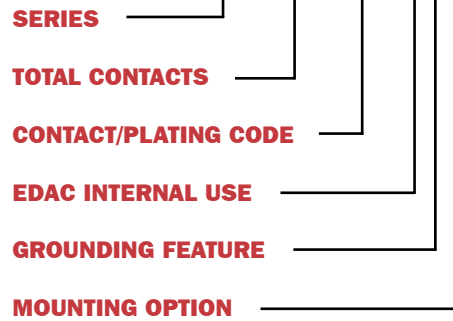 SERIES
TOTAL CONTACTS
CONTACT/PLATING CODE
EDAC INTERNAL USE
GROUNDING FEATURE
MOUNTING OPTION